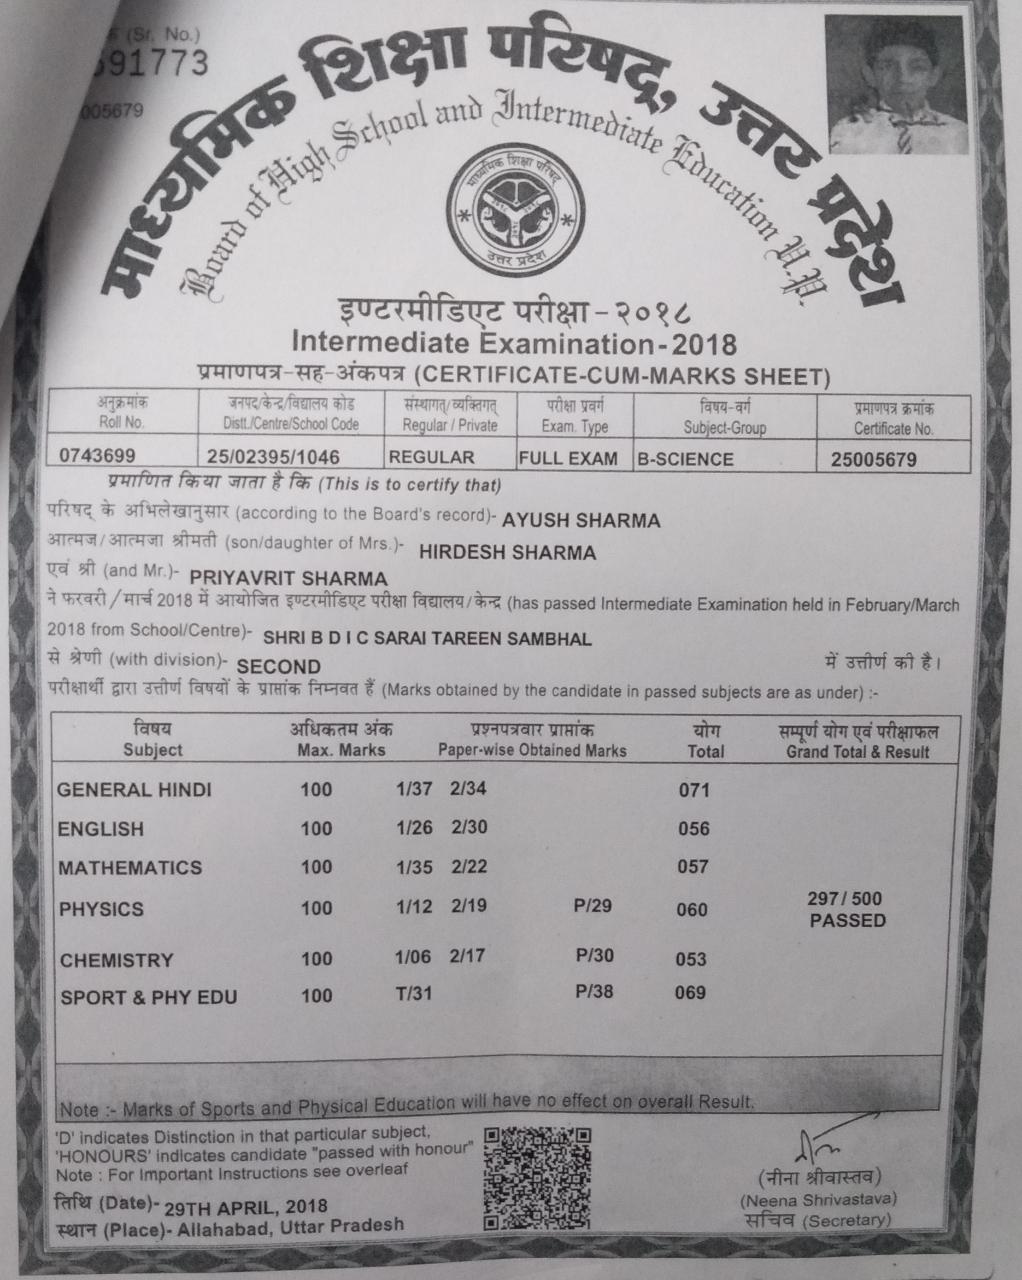 (Sr. No.)
91773
005679
माध्यमिक शिक्षा परिषद्, उत्तर प्रदेश
Board of High School and Intermediate Education U.P.
माध्यमिक शिक्षा परिषद्
उत्तर प्रदेश
इण्टरमीडिएट परीक्षा - २०१८
Intermediate Examination - 2018
प्रमाणपत्र-सह-अंकपत्र (CERTIFICATE-CUM-MARKS SHEET)
अनुक्रमांक जनपद/केन्द्र/विद्यालय कोड संस्थागत/व्यक्तिगत परीक्षा प्रवर्ग विषय-वर्ग प्रमाणपत्र क्रमांक
Roll No. Distt./Centre/School Code Regular / Private Exam. Type Subject-Group Certificate No.
0743699 25/02395/1046 REGULAR FULL EXAM B-SCIENCE 25005679
प्रमाणित किया जाता है कि (This is to certify that)
परिषद् के अभिलेखानुसार (according to the Board's record)- AYUSH SHARMA
आत्मज/आत्मजा श्रीमती (son/daughter of Mrs.)- HIRDESH SHARMA
एवं श्री (and Mr.)- PRIYAVRIT SHARMA
ने फरवरी/मार्च 2018 में आयोजित इण्टरमीडिएट परीक्षा विद्यालय/केन्द्र (has passed Intermediate Examination held in February/March
2018 from School/Centre)- SHRI B D I C SARAI TAREEN SAMBHAL
से श्रेणी (with division)- SECOND में उत्तीर्ण की है।
परीक्षार्थी द्वारा उत्तीर्ण विषयों के प्राप्तांक निम्नवत हैं (Marks obtained by the candidate in passed subjects are as under) :-
विषय अधिकतम अंक प्रश्नपत्रवार प्राप्तांक योग सम्पूर्ण योग एवं परीक्षाफल
Subject Max. Marks Paper-wise Obtained Marks Total Grand Total & Result
GENERAL HINDI 100 1/37 2/34 071
ENGLISH 100 1/26 2/30 056
MATHEMATICS 100 1/35 2/22 057
PHYSICS 100 1/12 2/19 P/29 060 297/ 500
PASSED
CHEMISTRY 100 1/06 2/17 P/30 053
SPORT & PHY EDU 100 T/31 P/38 069
Note :- Marks of Sports and Physical Education will have no effect on overall Result.
'D' indicates Distinction in that particular subject,
'HONOURS' indicates candidate "passed with honour"
Note : For Important Instructions see overleaf
तिथि (Date)- 29TH APRIL, 2018
स्थान (Place)- Allahabad, Uttar Pradesh
(नीना श्रीवास्तव)
(Neena Shrivastava)
सचिव (Secretary)